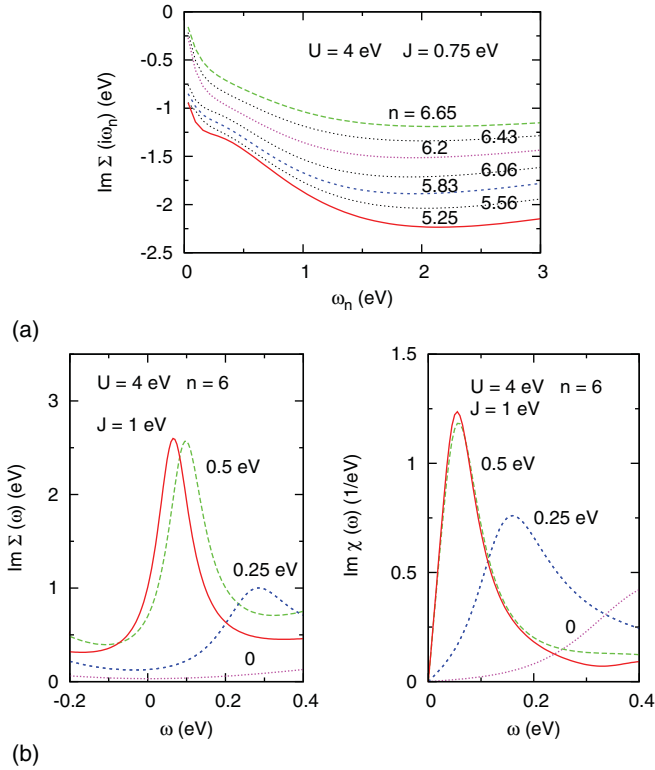 0
-0.5
-1
-1.5
-2
-2.5
Im Σ (iωn) (eV)
U = 4 eV J = 0.75 eV
n = 6.65
6.43
6.2
6.06
5.83
5.56
5.25
0 1 2 3
ωn (eV)
(a)
3
2
1
0
Im Σ (ω) (eV)
U = 4 eV n = 6
J = 1 eV
0.5 eV
0.25 eV
0
-0.2 0 0.2 0.4
ω (eV)
1.5
1
0.5
0
Im χ (ω) (1/eV)
U = 4 eV n = 6
J = 1 eV
0.5 eV
0.25 eV
0
0 0.2 0.4
ω (eV)
(b)